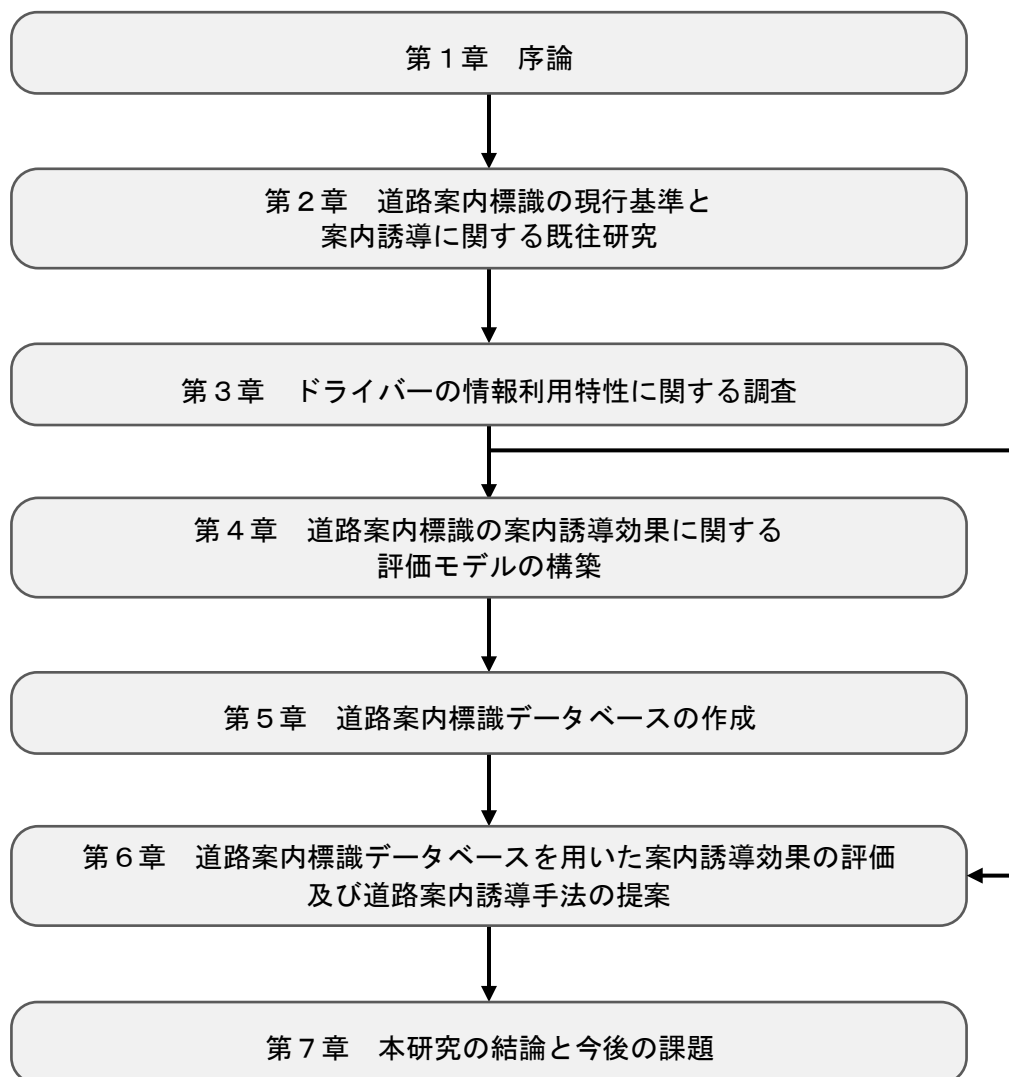 第１章　序論
第２章　道路案内標識の現行基準と
案内誘導に関する既往研究
第３章　ドライバーの情報利用特性に関する調査
第４章　道路案内標識の案内誘導効果に関する
評価モデルの構築
第５章　道路案内標識データベースの作成
第６章　道路案内標識データベースを用いた案内誘導効果の評価
及び道路案内誘導手法の提案
第７章　本研究の結論と今後の課題